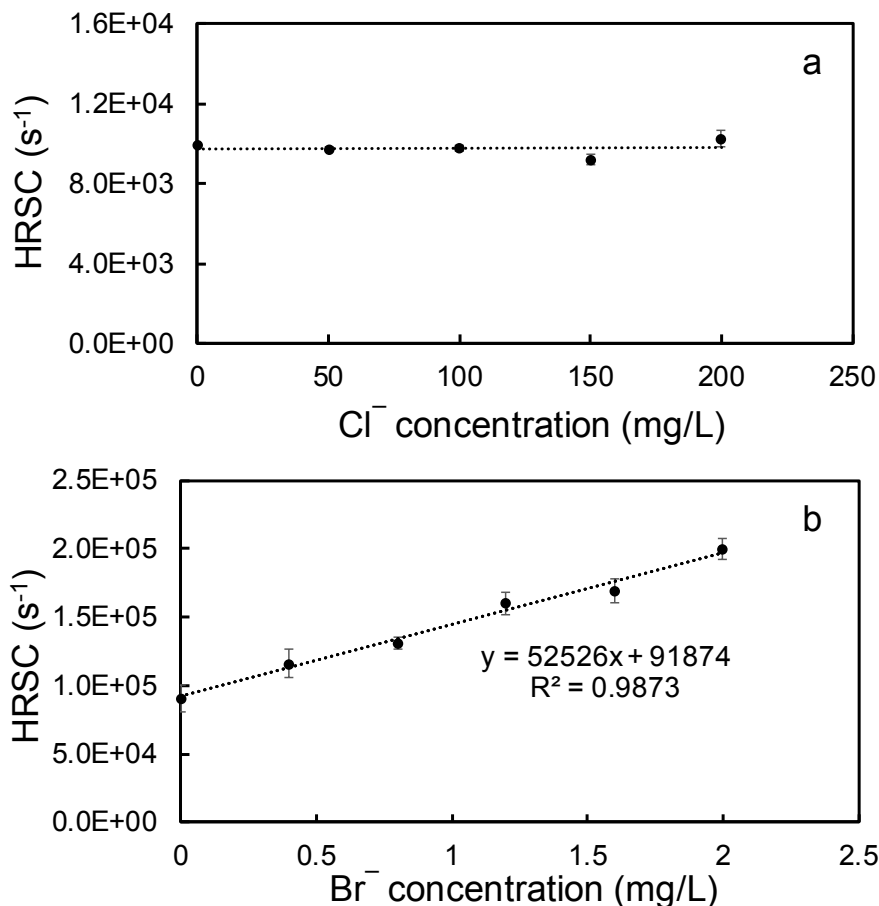 1.6E+04
a
1.2E+04
8.0E+03
4.0E+03
0.0E+00
HRSC (s⁻¹)
0 50 100 150 200 250
Cl⁻ concentration (mg/L)
2.5E+05
b
2.0E+05
1.5E+05
1.0E+05
5.0E+04
0.0E+00
HRSC (s⁻¹)
y = 52526x + 91874
R² = 0.9873
0 0.5 1 1.5 2 2.5
Br⁻ concentration (mg/L)